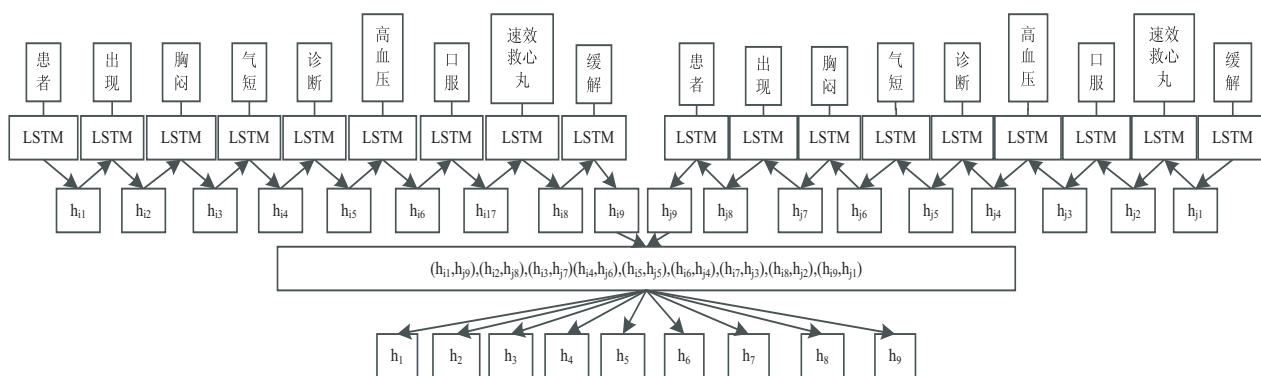 患者 出现 胸闷 气短 诊断 高血压 口服 速效救心丸 缓解 患者 出现 胸闷 气短 诊断 高血压 口服 速效救心丸 缓解
LSTM LSTM LSTM LSTM LSTM LSTM LSTM LSTM LSTM LSTM LSTM LSTM LSTM LSTM LSTM LSTM LSTM LSTM
hi1 hi2 hi3 hi4 hi5 hi6 hi17 hi8 hi9 hj9 hj8 hj7 hj6 hj5 hj4 hj3 hj2 hj1
(hi1,hj9),(hi2,hj8),(hi3,hj7)(hi4,hj6),(hi5,hj5),(hi6,hj4),(hi7,hj3),(hi8,hj2),(hi9,hj1)
h1 h2 h3 h4 h5 h6 h7 h8 h9